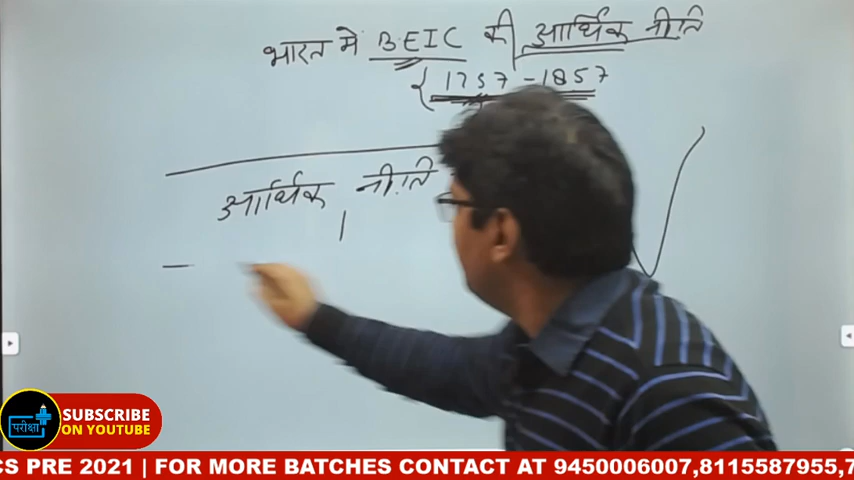 भारत मे BEIC की आर्थिक नीति
{ 1757 - 1857
आर्थिक नीति
परीक्षा
SUBSCRIBE
ON YOUTUBE
CS PRE 2021 | FOR MORE BATCHES CONTACT AT 9450006007,8115587955,7